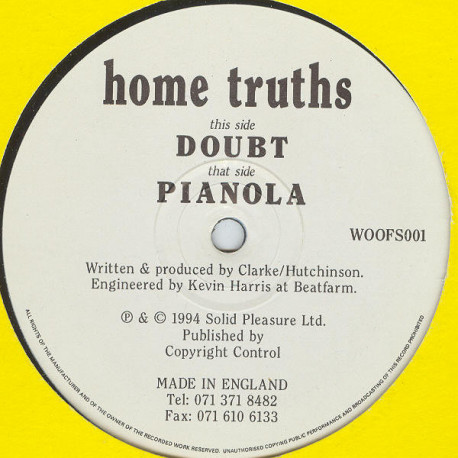 home truths
this side
DOUBT
that side
PIANOLA
WOOFS001
Written & produced by Clarke/Hutchinson.
Engineered by Kevin Harris at Beatfarm.
℗ & © 1994 Solid Pleasure Ltd.
Published by
Copyright Control
MADE IN ENGLAND
Tel: 071 371 8482
Fax: 071 610 6133
ALL RIGHTS OF THE MANUFACTURER AND OF THE OWNER OF THE RECORDED WORK RESERVED. UNAUTHORISED COPYING PUBLIC PERFORMANCE AND BROADCASTING OF THIS RECORD PROHIBITED